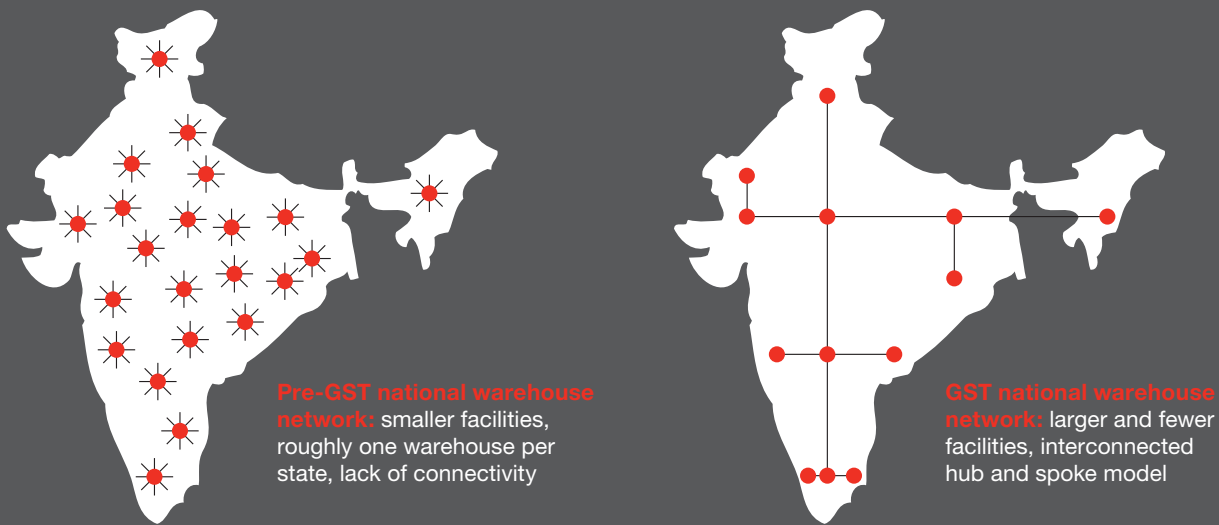 Pre-GST national warehouse
network: smaller facilities,
roughly one warehouse per
state, lack of connectivity
GST national warehouse
network: larger and fewer
facilities, interconnected
hub and spoke model